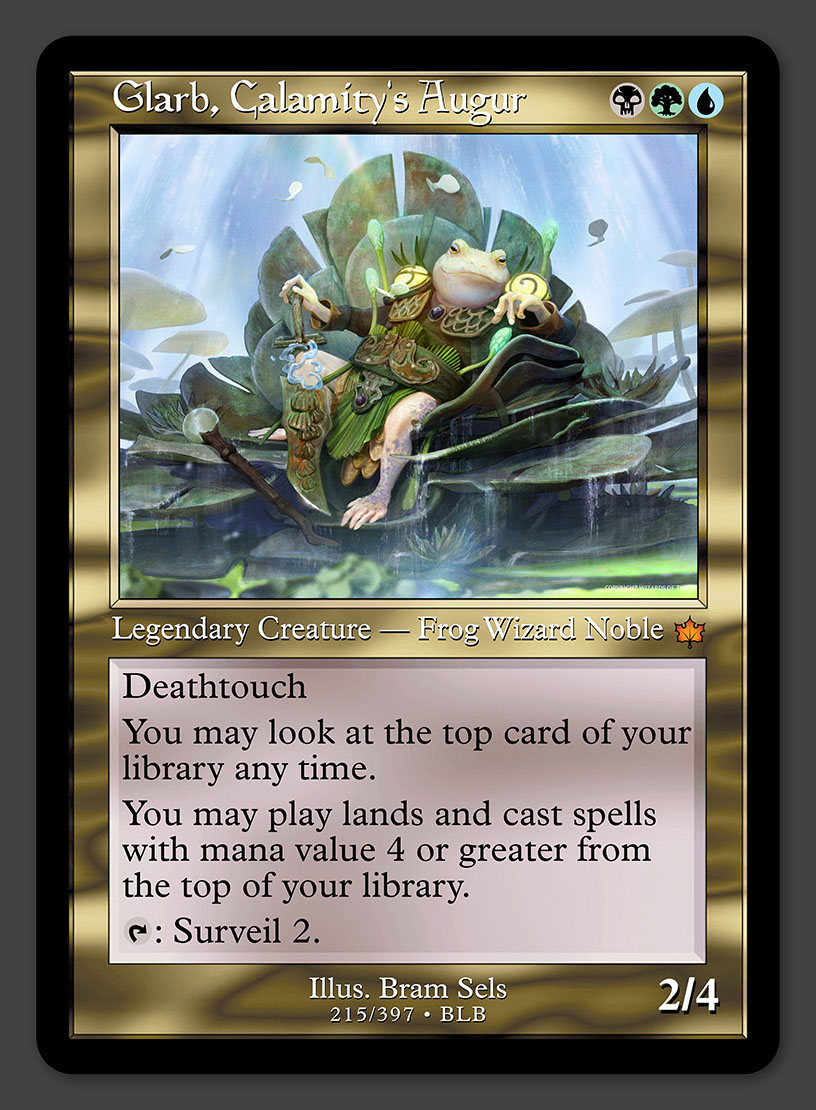 Glarb, Calamity's Augur
Legendary Creature — Frog Wizard Noble
Deathtouch
You may look at the top card of your
library any time.
You may play lands and cast spells
with mana value 4 or greater from
the top of your library.
: Surveil 2.
Illus. Bram Sels
2/4
215/397 • BLB